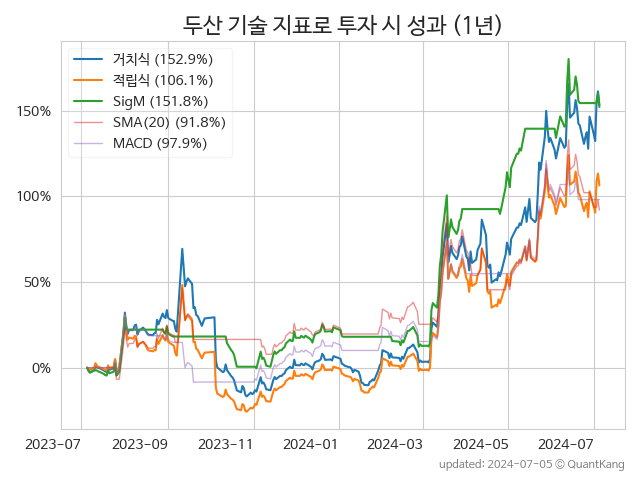 두산 기술 지표로 투자 시 성과 (1년)
거치식 (152.9%)
적립식 (106.1%)
SigM (151.8%)
SMA(20) (91.8%)
MACD (97.9%)
150%
100%
50%
0%
2023-07 2023-09 2023-11 2024-01 2024-03 2024-05 2024-07
updated: 2024-07-05 © QuantKang